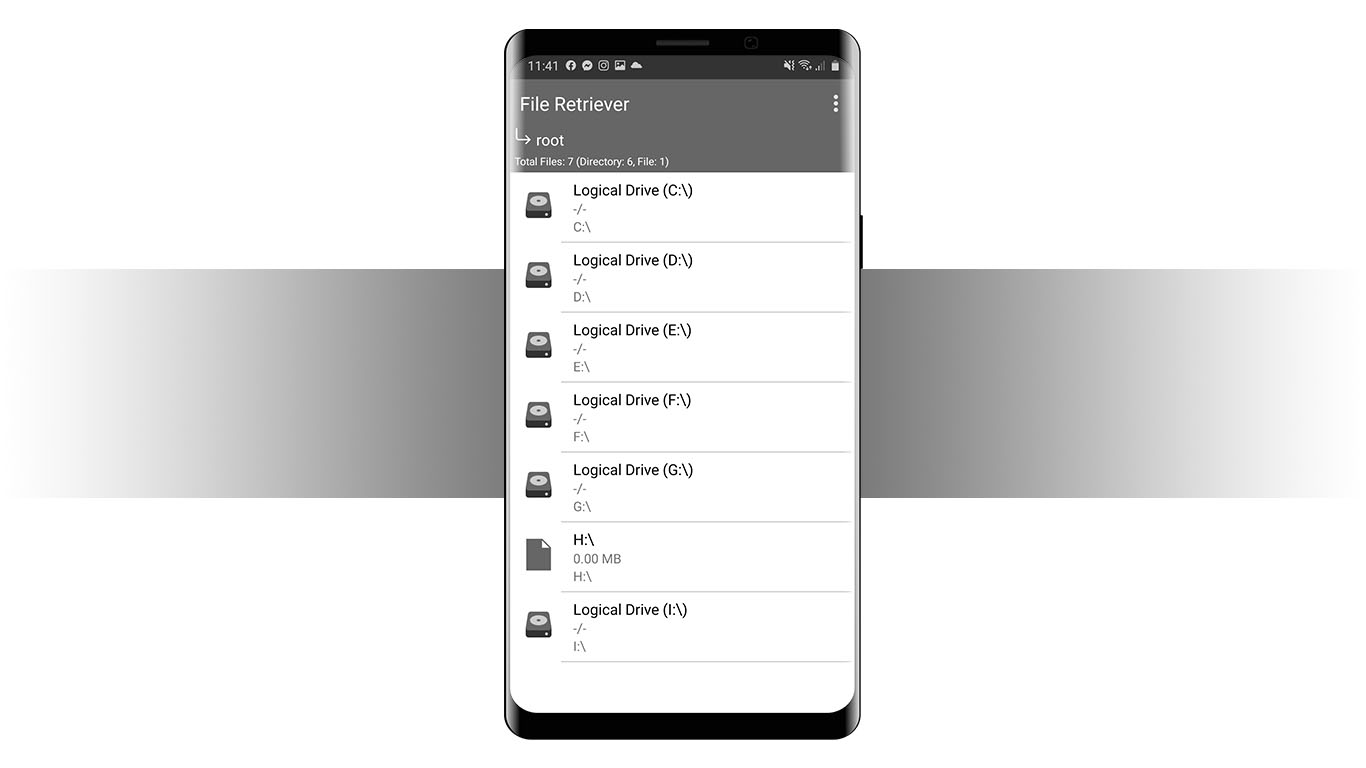 11:41
File Retriever
root
Total Files: 7 (Directory: 6, File: 1)
Logical Drive (C:\)
-/-
C:\
Logical Drive (D:\)
-/-
D:\
Logical Drive (E:\)
-/-
E:\
Logical Drive (F:\)
-/-
F:\
Logical Drive (G:\)
-/-
G:\
H:\
0.00 MB
H:\
Logical Drive (I:\)
-/-
I:\